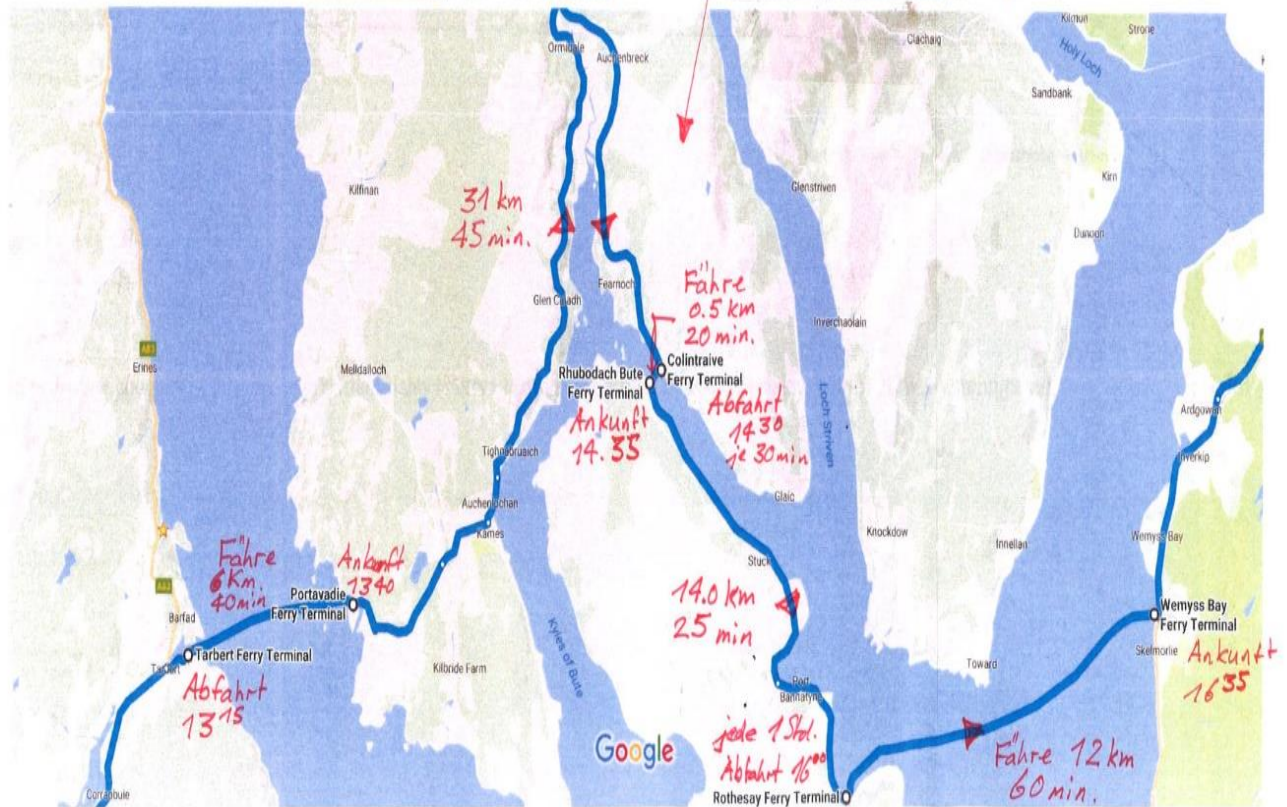 Ormidale
Auchenbreck
Clachaig
Kilmun
Strone
Holy Loch
Sandbank
Kilfinan
31 km
45 min.
Glenstriven
Kirn
Dunoon
Fearnoch
Glen Caladh
Fähre
0.5 km
20 min.
Inverchaolain
A83
Erines
Melldalloch
Rhubodach Bute
Ferry Terminal
Colintraive
Ferry Terminal
Ankunft
14.35
Abfahrt
14 30
je 30 min
Loch Striven
Ardgowan
Inverkip
Tighnabruaich
Auchenlochan
Kames
Glaic
Knockdow
Innellan
Wemyss Bay
Stuck
Fähre
6 Km.
40 min
Ankunft
13 40
Portavadie
Ferry Terminal
Barfad
Tarbert
Tarbert Ferry Terminal
Abfahrt
13 15
Kilbride Farm
Kyles of Bute
14.0 km
25 min
Port
Bannatyne
Toward
Wemyss Bay
Ferry Terminal
Skelmorlie
Ankunft
16 35
jede 1 Std.
Abfahrt 16 00
Rothesay Ferry Terminal
Fähre 12 km
60 min.
Google